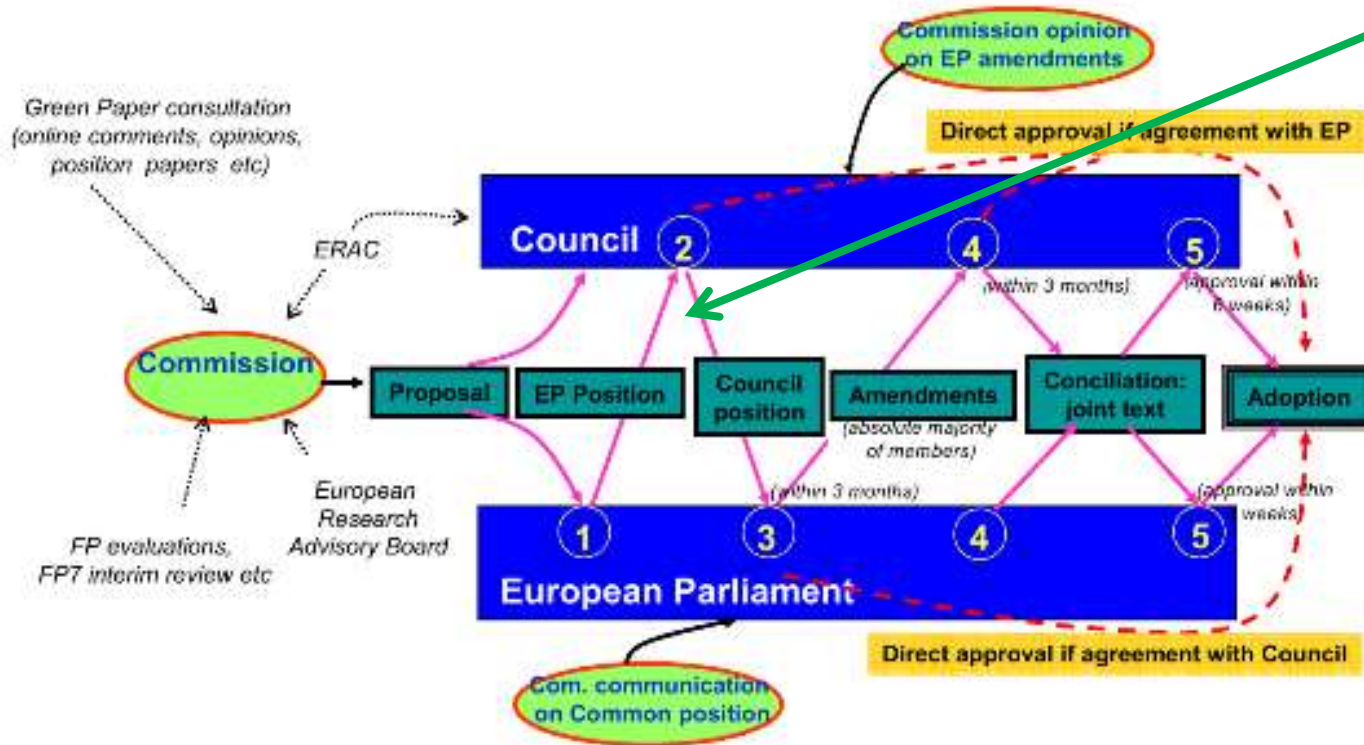 Commission opinion
on EP amendments
Green Paper consultation
(online comments, opinions,
position papers etc)
Direct approval if agreement with EP
ERAC
Council
2
4
5
(within 3 months)
(approval within
6 weeks)
Commission
Proposal
EP Position
Council
position
Amendments
(absolute majority
of members)
Conciliation:
joint text
Adoption
European
Research
Advisory Board
FP evaluations,
FP7 interim review etc
(within 3 months)
(approval within
weeks)
1
3
4
5
European Parliament
Direct approval if agreement with Council
Com. communication
on Common position